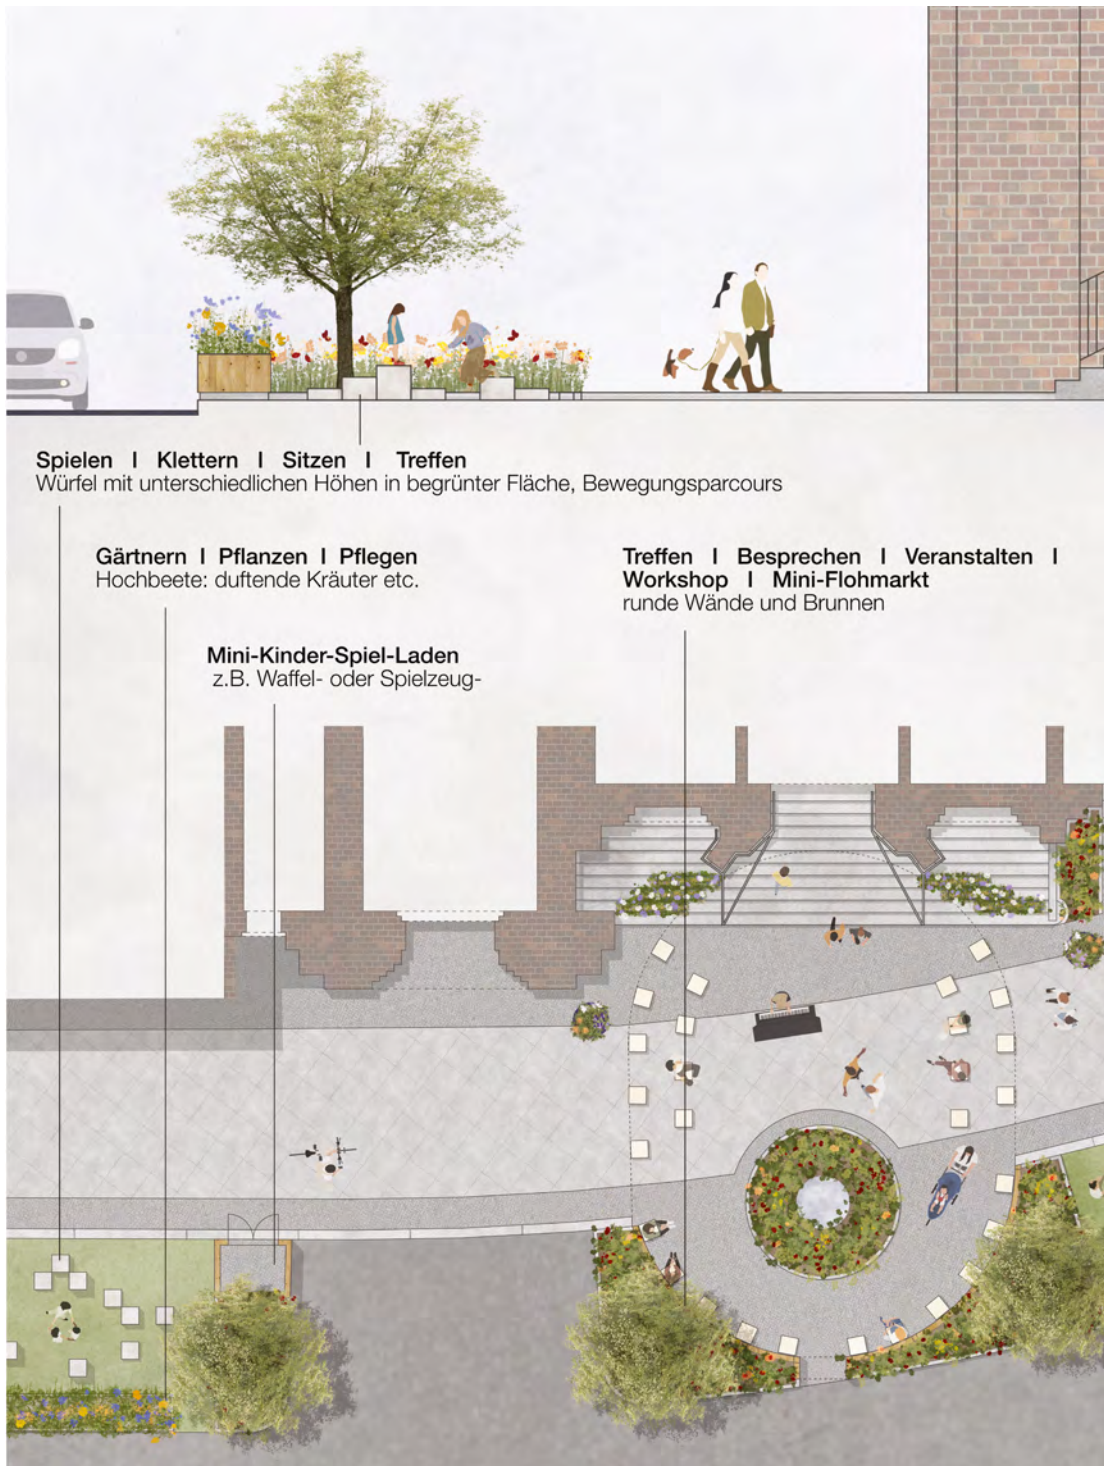 Spielen I Klettern I Sitzen I Treffen
Würfel mit unterschiedlichen Höhen in begrünter Fläche, Bewegungsparcours
Gärtnern I Pflanzen I Pflegen
Hochbeete: duftende Kräuter etc.
Treffen I Besprechen I Veranstalten I
Workshop I Mini-Flohmarkt
runde Wände und Brunnen
Mini-Kinder-Spiel-Laden
z.B. Waffel- oder Spielzeug-